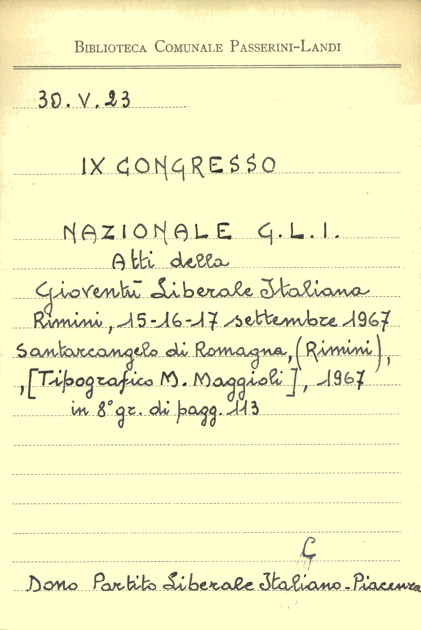 BIBLIOTECA COMUNALE PASSERINI-LANDI
3D.V.23
IX CONGRESSO
NAZIONALE G.L.I.
Atti della
Gioventù Liberale Italiana
Rimini, 15-16-17 settembre 1967
Santarcangelo di Romagna, (Rimini),
,[Tipografico M. Maggioli], 1967
in 8° gr. di pagg. 113
G
Dono Partito Liberale Italiano - Piacenza